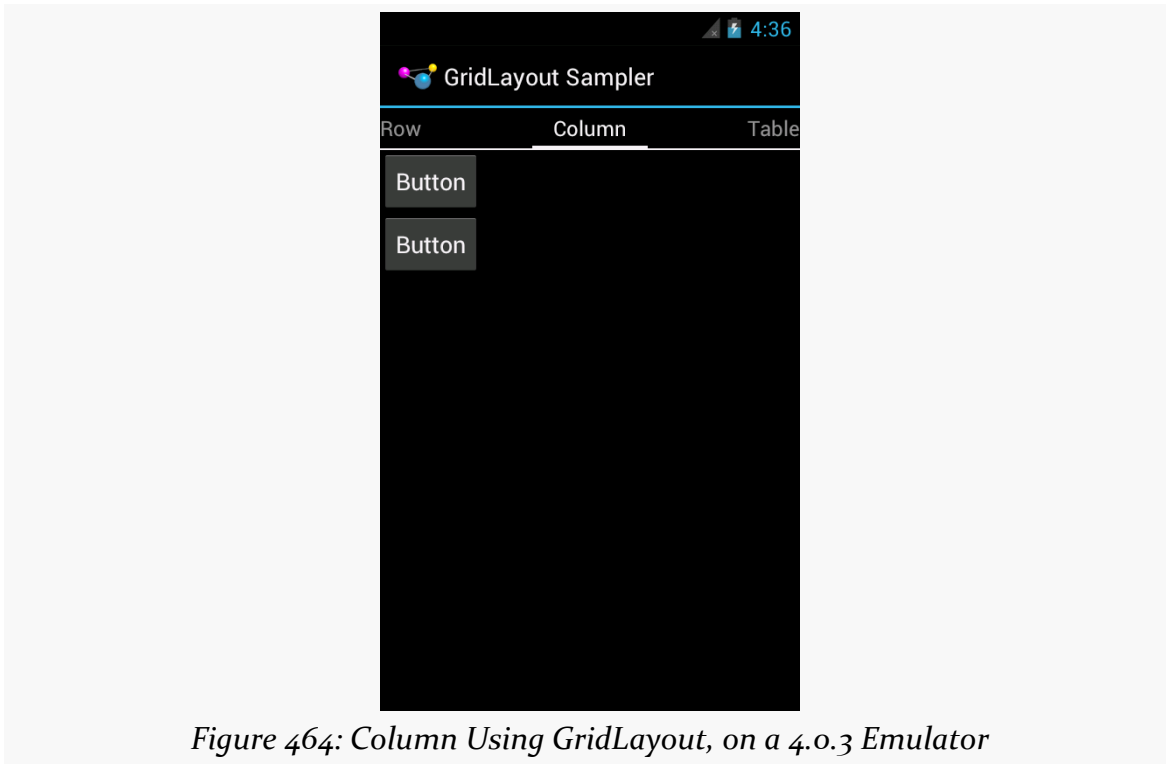 4:36
GridLayout Sampler
Row Column Table
Button
Button
Figure 464: Column Using GridLayout, on a 4.0.3 Emulator